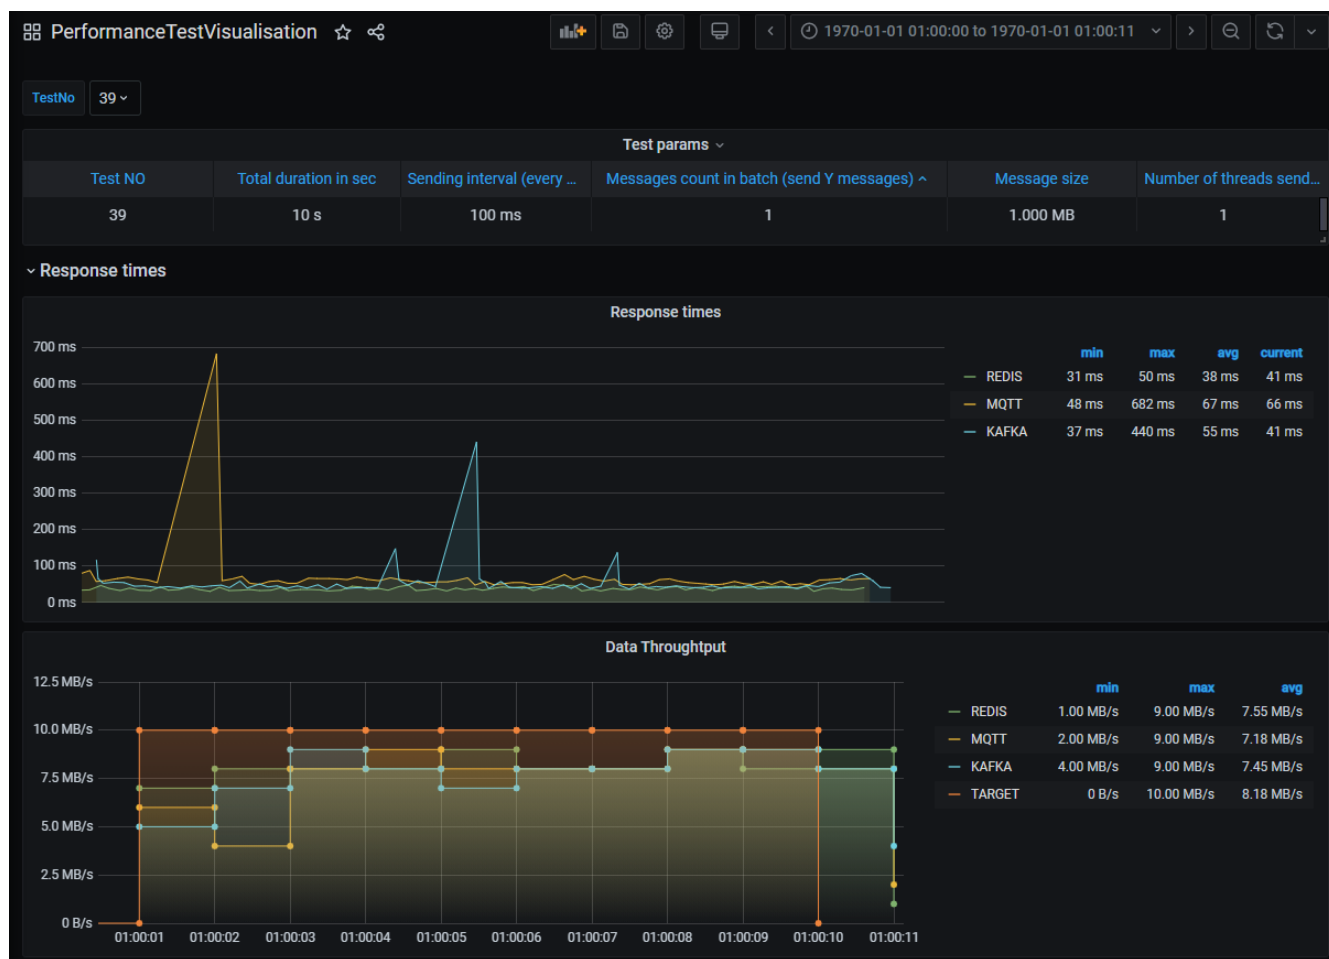 PerformanceTestVisualisation
1970-01-01 01:00:00 to 1970-01-01 01:00:11
TestNo 39
Test params
Test NO Total duration in sec Sending interval (every ... Messages count in batch (send Y messages) Message size Number of threads send...
39 10 s 100 ms 1 1.000 MB 1
Response times
Response times
700 ms
600 ms
500 ms
400 ms
300 ms
200 ms
100 ms
0 ms
min max avg current
REDIS 31 ms 50 ms 38 ms 41 ms
MQTT 48 ms 682 ms 67 ms 66 ms
KAFKA 37 ms 440 ms 55 ms 41 ms
Data Throughtput
12.5 MB/s
10.0 MB/s
7.5 MB/s
5.0 MB/s
2.5 MB/s
0 B/s
01:00:01 01:00:02 01:00:03 01:00:04 01:00:05 01:00:06 01:00:07 01:00:08 01:00:09 01:00:10 01:00:11
min max avg
REDIS 1.00 MB/s 9.00 MB/s 7.55 MB/s
MQTT 2.00 MB/s 9.00 MB/s 7.18 MB/s
KAFKA 4.00 MB/s 9.00 MB/s 7.45 MB/s
TARGET 0 B/s 10.00 MB/s 8.18 MB/s